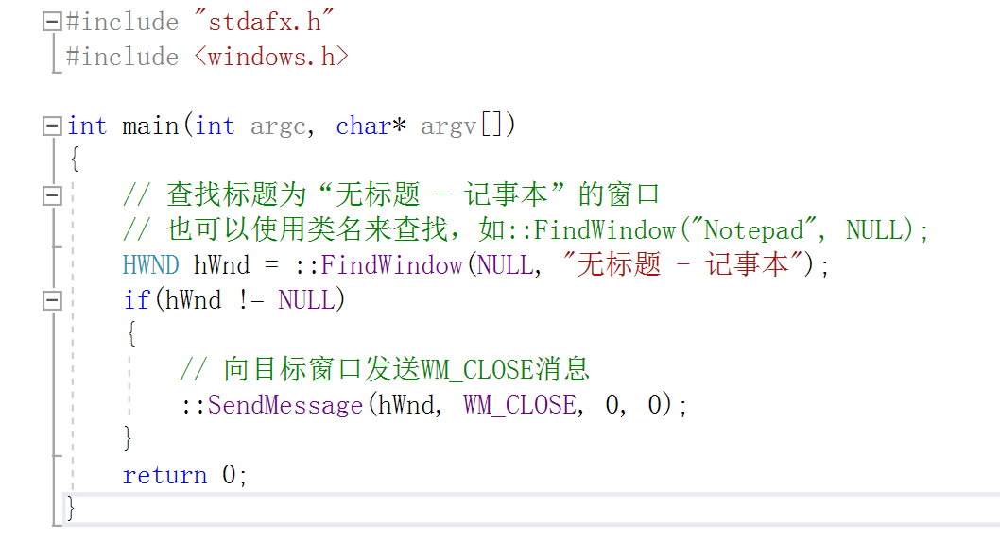 #include "stdafx.h"
#include <windows.h>
int main(int argc, char* argv[])
{
// 查找标题为“无标题 - 记事本”的窗口
// 也可以使用类名来查找，如::FindWindow("Notepad", NULL);
HWND hWnd = ::FindWindow(NULL, "无标题 - 记事本");
if(hWnd != NULL)
{
// 向目标窗口发送WM_CLOSE消息
::SendMessage(hWnd, WM_CLOSE, 0, 0);
}
return 0;
}